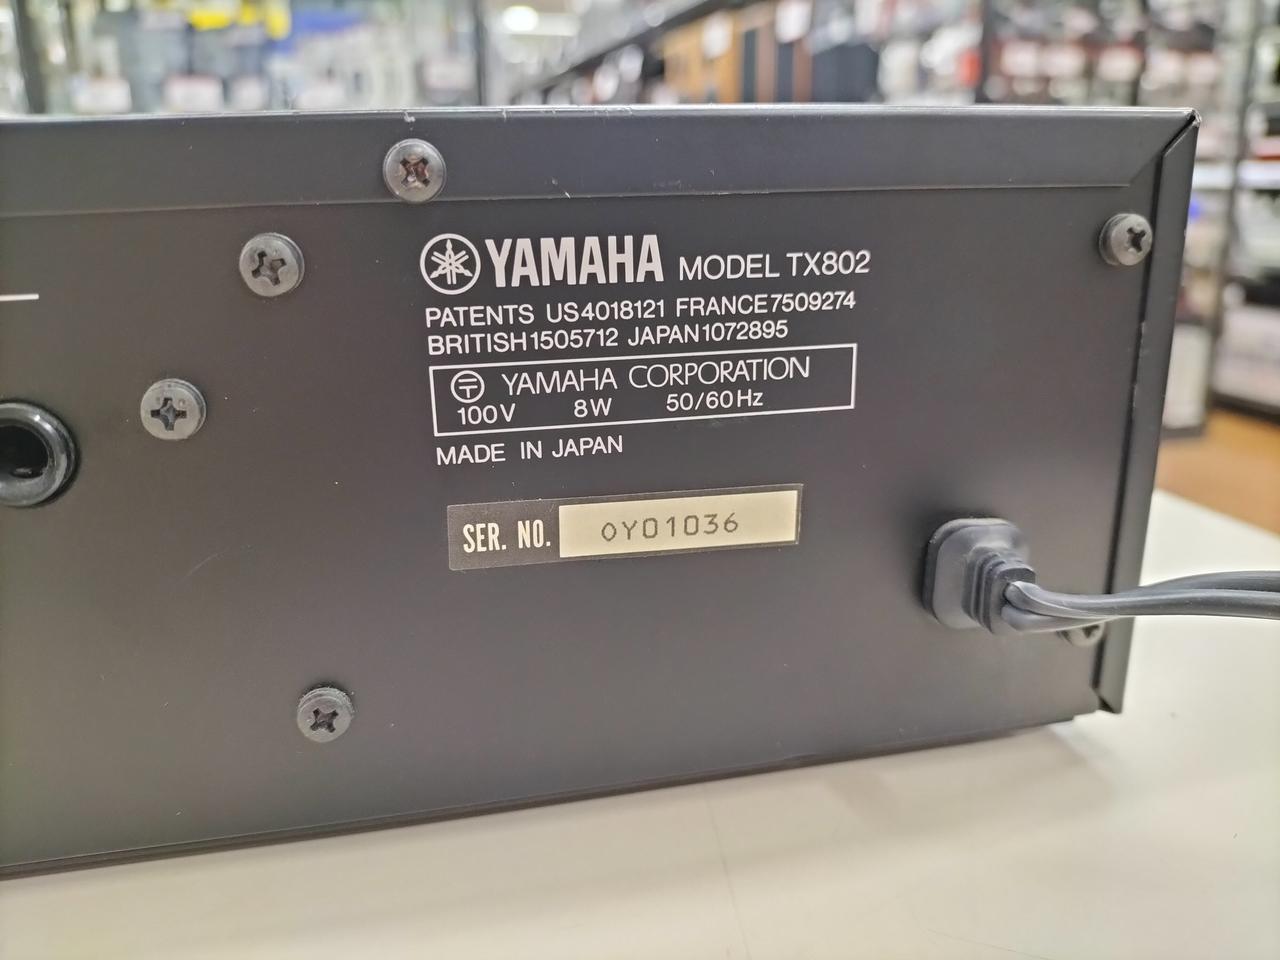 YAMAHA MODEL TX802
PATENTS US4018121 FRANCE7509274
BRITISH1505712 JAPAN1072895
YAMAHA CORPORATION
100V 8W 50/60Hz
MADE IN JAPAN
SER. NO. OY01036